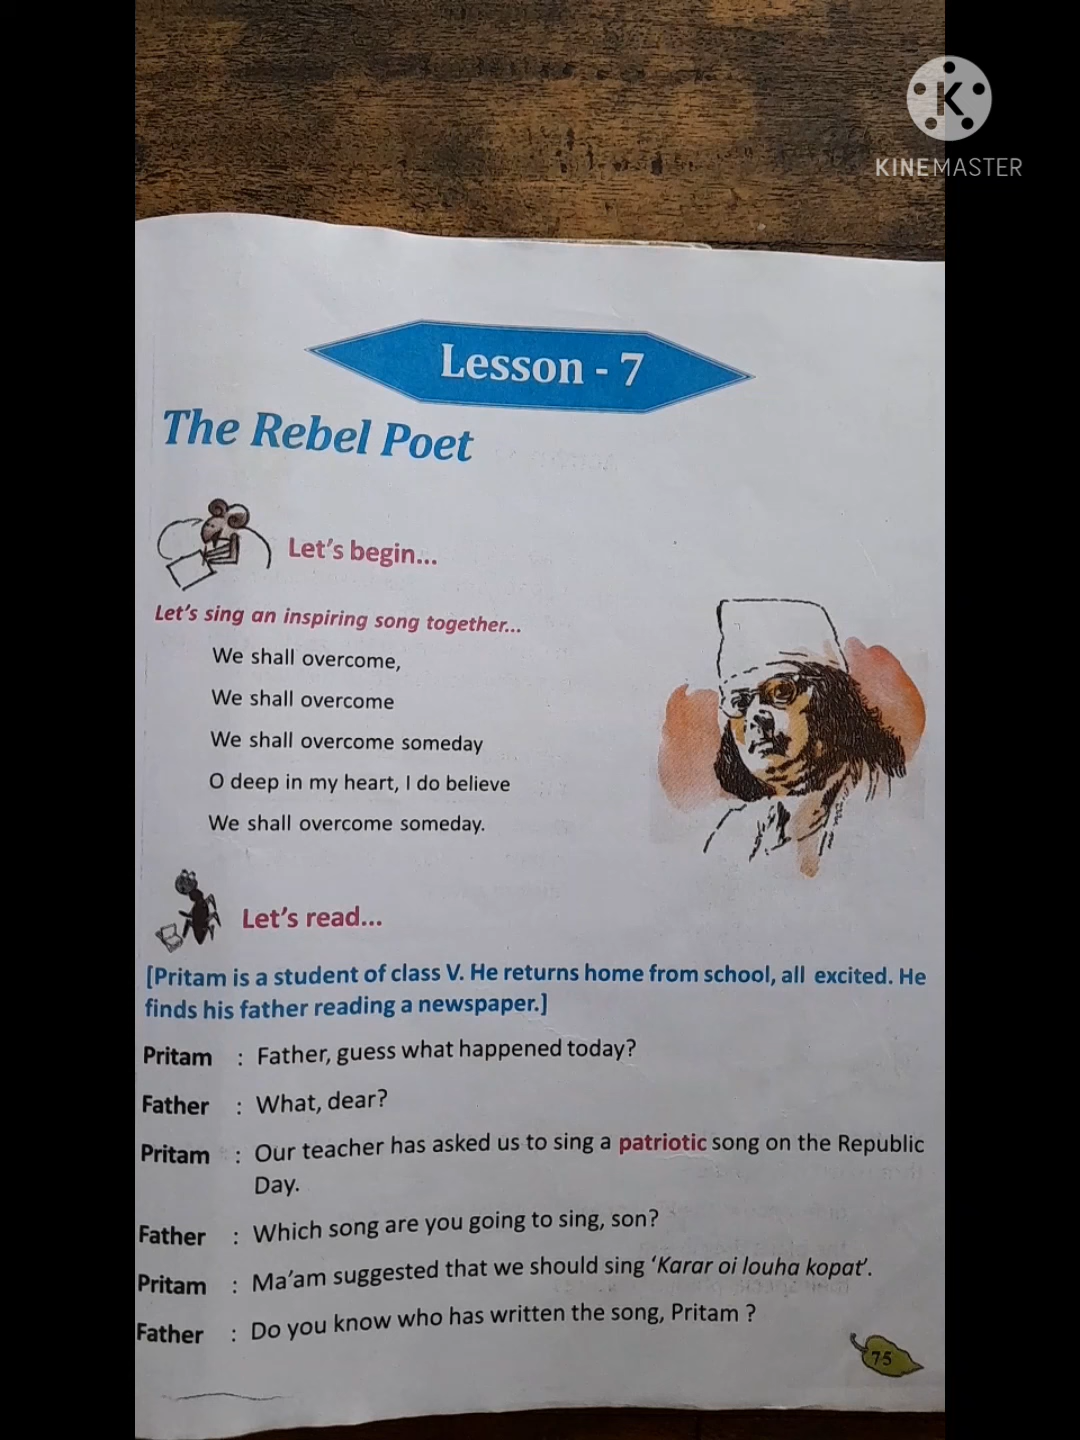 KINEMASTER
Lesson - 7
The Rebel Poet
Let's begin...
Let's sing an inspiring song together...
We shall overcome,
We shall overcome
We shall overcome someday
O deep in my heart, I do believe
We shall overcome someday.
Let's read...
[Pritam is a student of class V. He returns home from school, all excited. He
finds his father reading a newspaper.]
Pritam : Father, guess what happened today?
Father : What, dear?
Pritam : Our teacher has asked us to sing a patriotic song on the Republic
Day.
Father : Which song are you going to sing, son?
Pritam : Ma'am suggested that we should sing 'Karar oi louha kopat'.
Father : Do you know who has written the song, Pritam ?
75